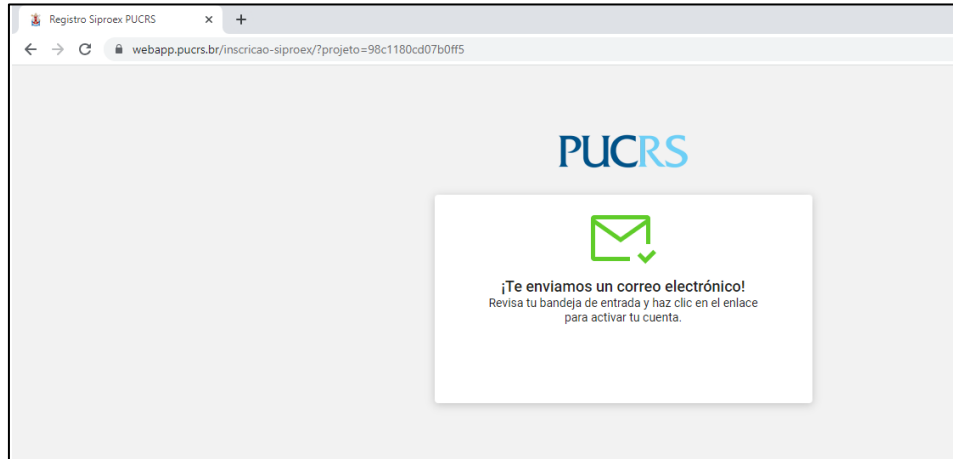 Registro Siproex PUCRS
webapp.pucrs.br/inscricao-siproex/?projeto=98c1180cd07b0ff5
PUCRS
¡Te enviamos un correo electrónico!
Revisa tu bandeja de entrada y haz clic en el enlace
para activar tu cuenta.